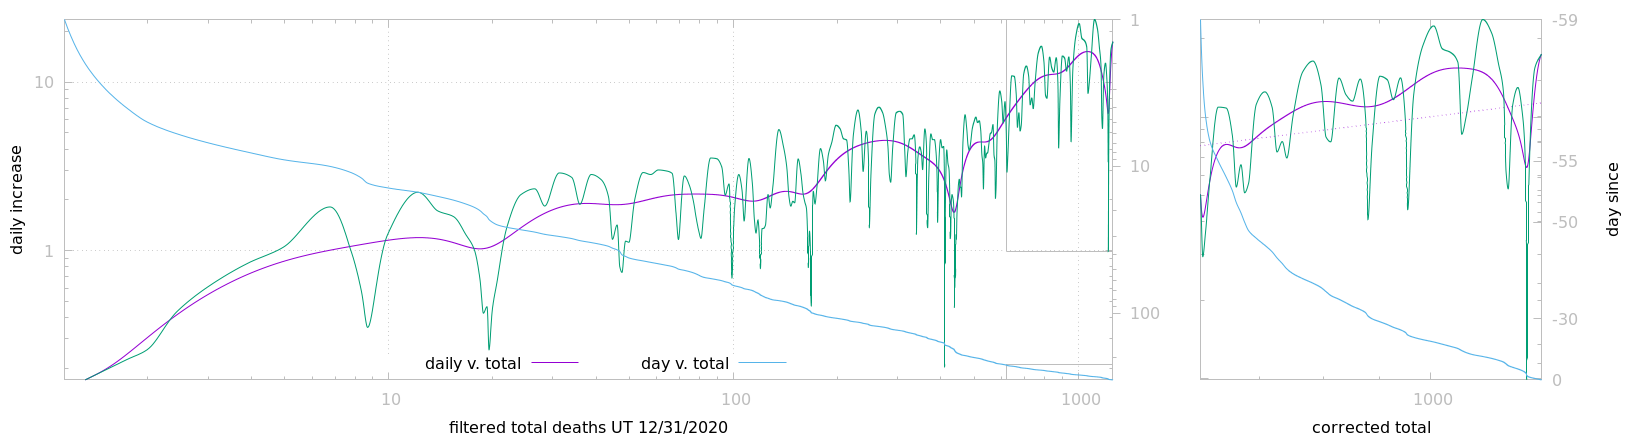 daily increase
10
1
1
10
100
daily v. total
day v. total
10
100
1000
filtered total deaths UT 12/31/2020
-59
-55
-50
-30
0
day since
1000
corrected total